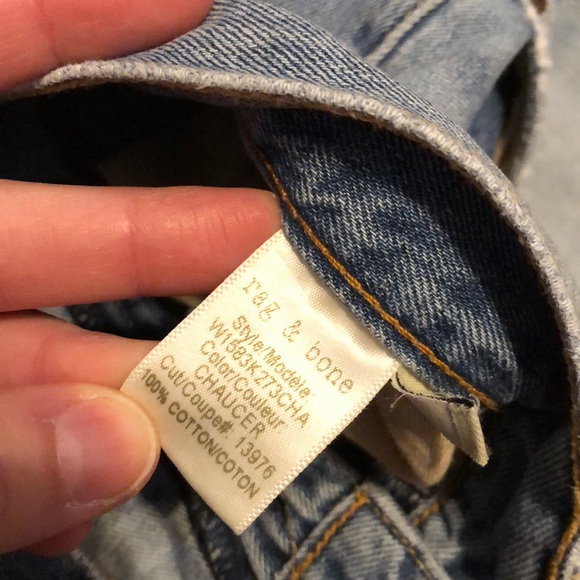 rag & bone
Style/Modèle:
W1583K273CHA
Color/Couleur
CHAUCER
Cut/Coupe#: 13976
100% COTTON/COTON